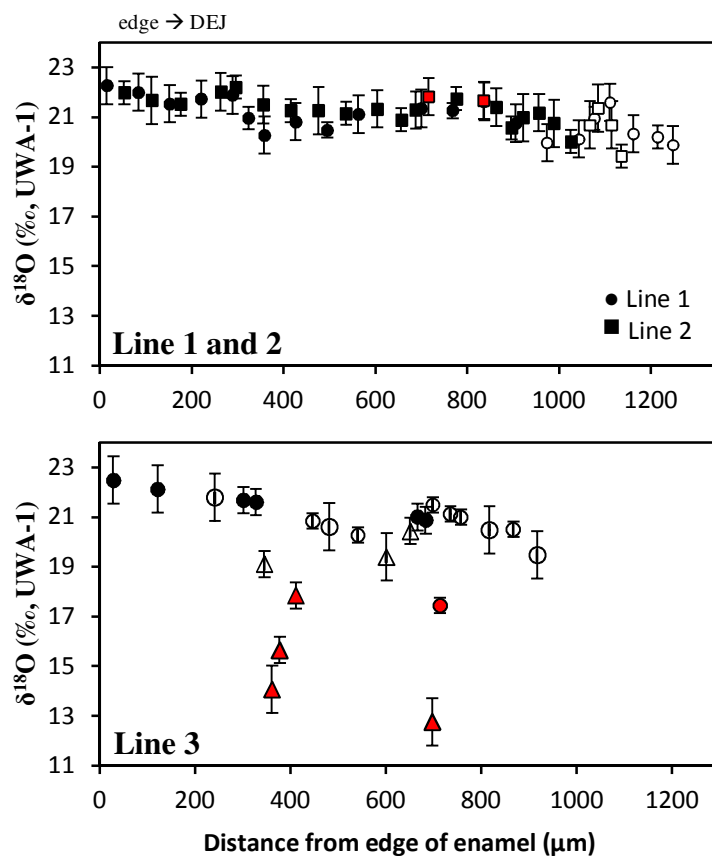 edge → DEJ
23
21
19
17
15
13
11
δ¹⁸O (‰, UWA-1)
Line 1
Line 2
Line 1 and 2
0 200 400 600 800 1000 1200
23
21
19
17
15
13
11
δ¹⁸O (‰, UWA-1)
Line 3
0 200 400 600 800 1000 1200
Distance from edge of enamel (µm)